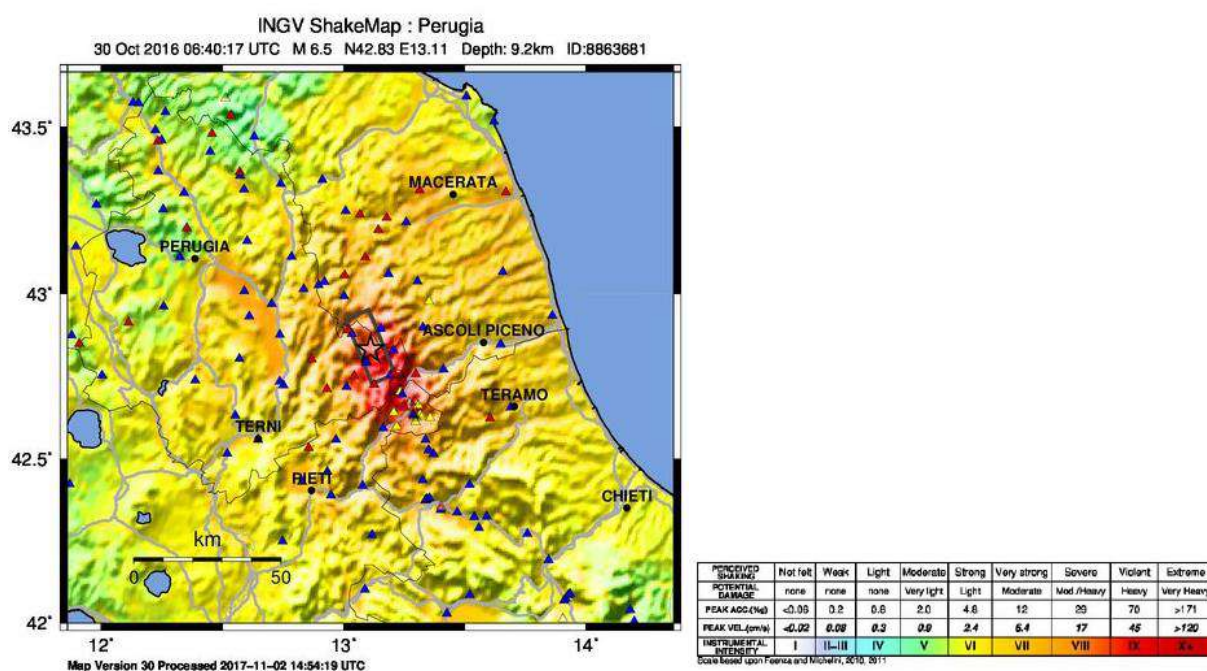 INGV ShakeMap : Perugia
30 Oct 2016 06:40:17 UTC M 6.5 N42.83 E13.11 Depth: 9.2km ID:8863681
43.5°
MACERATA
PERUGIA
43°
ASCOLI PICENO
TERAMO
TERNI
42.5°
RIETI
CHIETI
km
0 50
42°
12° 13° 14°
Map Version 30 Processed 2017-11-02 14:54:19 UTC
PERCEIVED SHAKING Not felt Weak Light Moderate Strong Very strong Severe Violent Extreme
POTENTIAL DAMAGE none none none Very light Light Moderate Mod./Heavy Heavy Very Heavy
PEAK ACC.(%g) <0.06 0.2 0.8 2.0 4.8 12 29 70 >171
PEAK VEL.(cm/s) <0.02 0.08 0.3 0.9 2.4 6.4 17 45 >120
INSTRUMENTAL INTENSITY I II-III IV V VI VII VIII IX X+
Scale based upon Faenza and Michelini, 2010, 2011